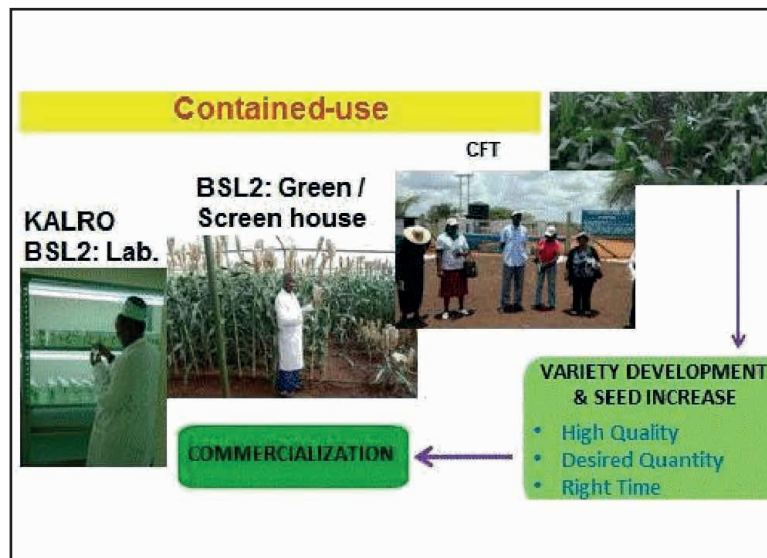 Contained-use
CFT
BSL2: Green /
Screen house
KALRO
BSL2: Lab.
VARIETY DEVELOPMENT
& SEED INCREASE
• High Quality
• Desired Quantity
• Right Time
COMMERCIALIZATION